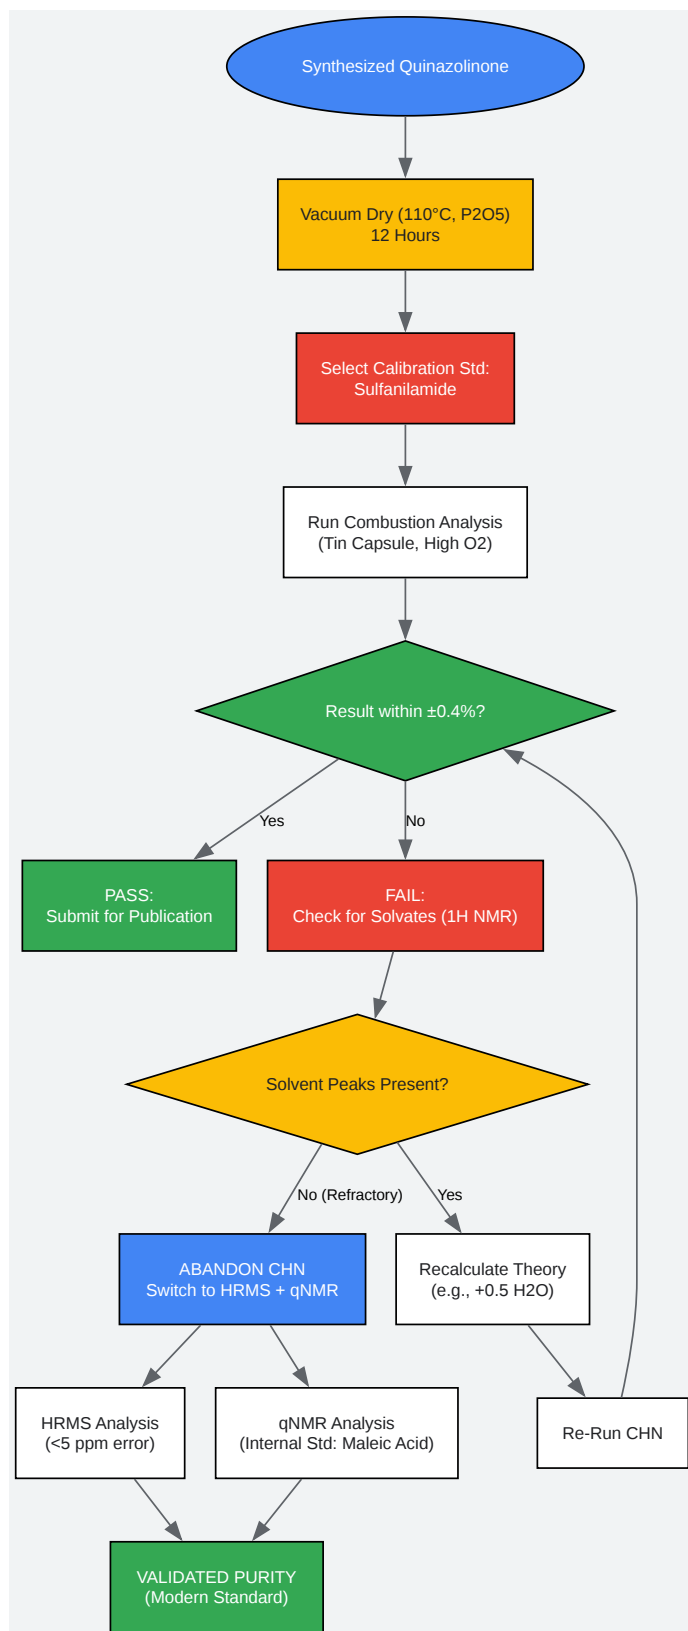 Synthesized Quinazolinone
Vacuum Dry (110°C, P2O5)
12 Hours
Select Calibration Std:
Sulfanilamide
Run Combustion Analysis
(Tin Capsule, High O2)
Result within ±0.4%?
Yes
No
PASS:
Submit for Publication
FAIL:
Check for Solvates (1H NMR)
Solvent Peaks Present?
No (Refractory)
Yes
ABANDON CHN
Switch to HRMS + qNMR
Recalculate Theory
(e.g., +0.5 H2O)
HRMS Analysis
(<5 ppm error)
qNMR Analysis
(Internal Std: Maleic Acid)
Re-Run CHN
VALIDATED PURITY
(Modern Standard)